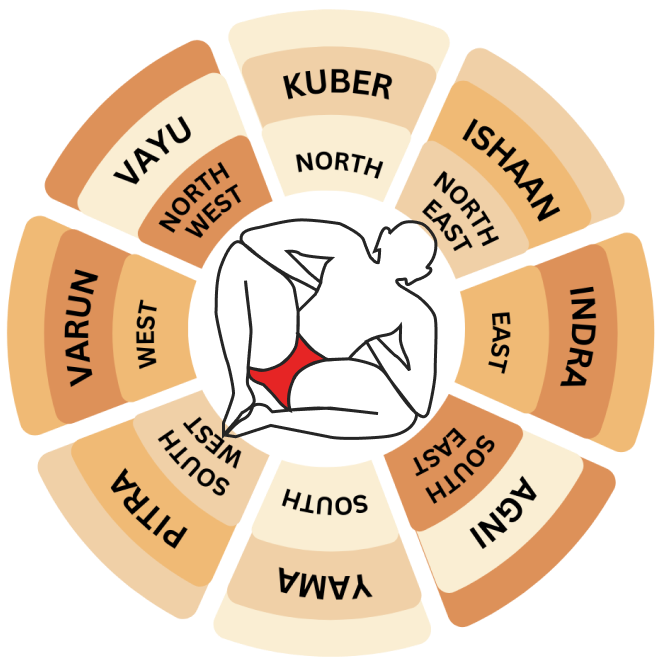 KUBER
NORTH
ISHAAN
NORTH
EAST
INDRA
EAST
AGNI
SOUTH
EAST
YAMA
SOUTH
PITRA
SOUTH
WEST
VARUN
WEST
VAYU
NORTH
WEST